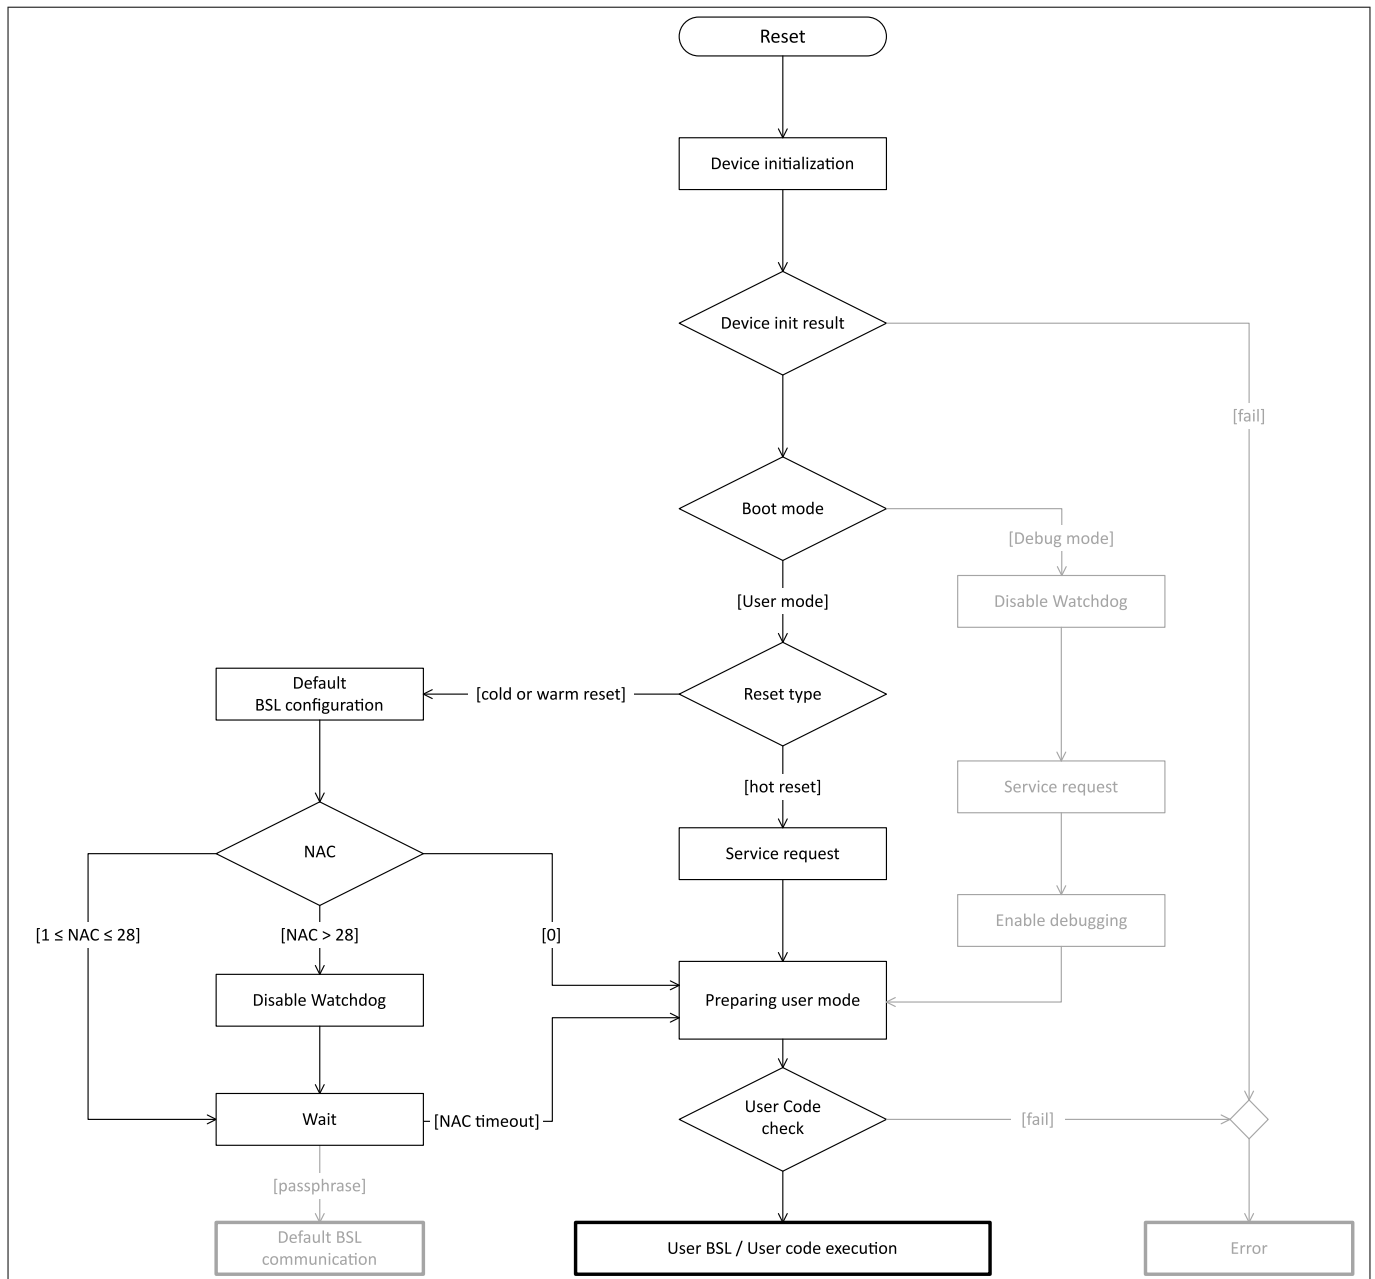 Reset
Device initialization
Device init result
[fail]
Boot mode
[Debug mode]
[User mode]
Disable Watchdog
Default
BSL configuration
[cold or warm reset]
Reset type
[hot reset]
Service request
NAC
Service request
[1 ≤ NAC ≤ 28]
[NAC > 28]
[0]
Enable debugging
Disable Watchdog
Preparing user mode
Wait
[NAC timeout]
User Code
check
[fail]
[passphrase]
Default BSL
communication
User BSL / User code execution
Error